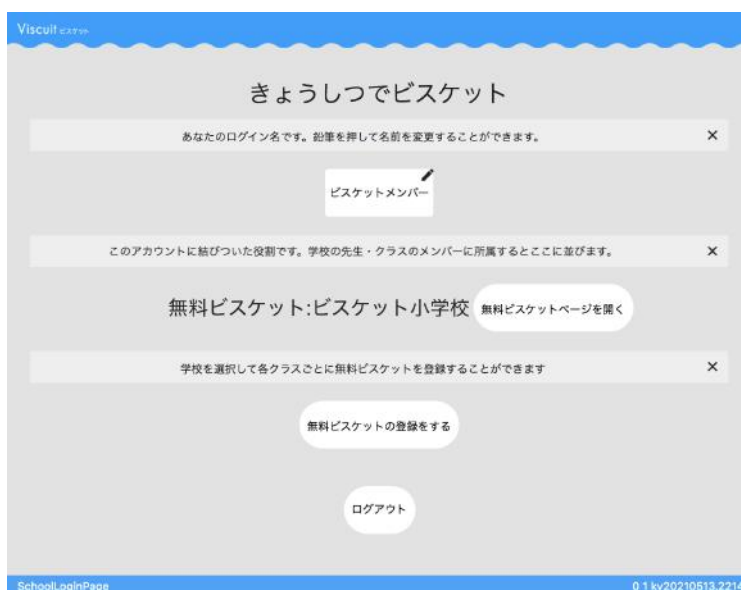 Viscuit ビスケット
きょうしつでビスケット
あなたのログイン名です。鉛筆を押して名前を変更することができます。 ×
ビスケットメンバー
このアカウントに結びついた役割です。学校の先生・クラスのメンバーに所属するとここに並びます。 ×
無料ビスケット:ビスケット小学校 無料ビスケットページを開く
学校を選択して各クラスごとに無料ビスケットを登録することができます ×
無料ビスケットの登録をする
ログアウト
SchoolLoginPage 0.1 kv20210513.2214